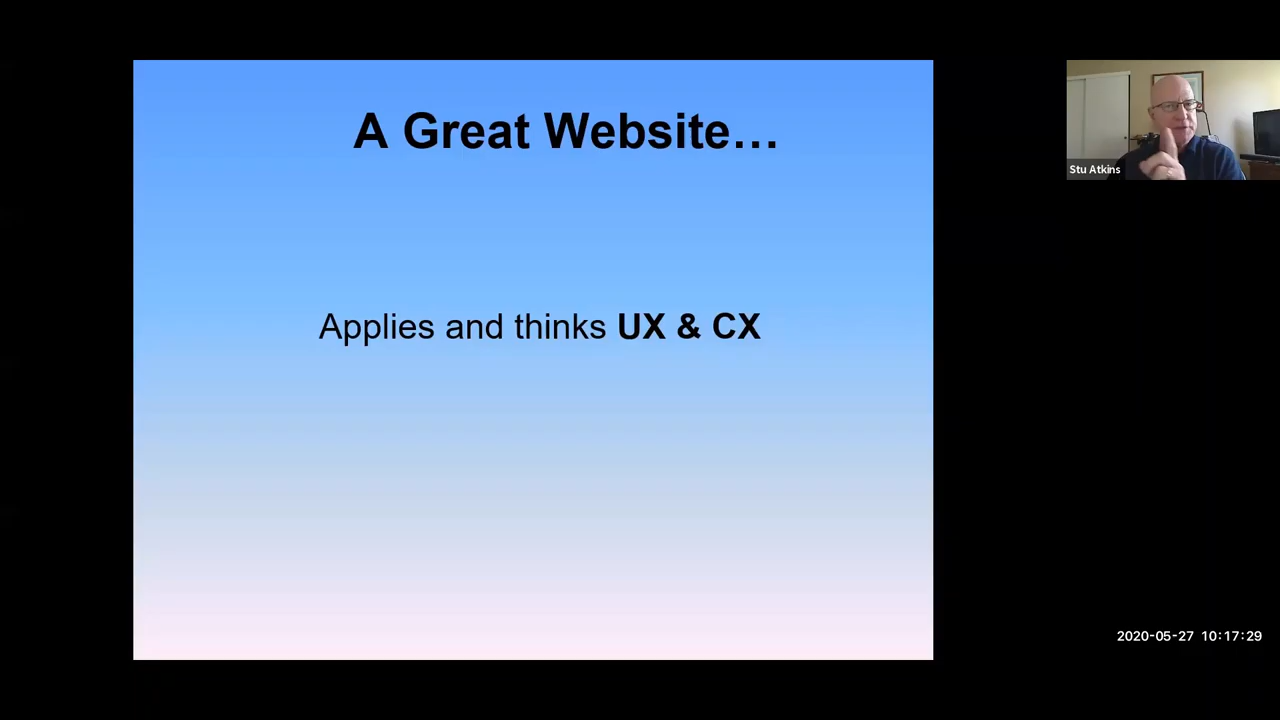 A Great Website…
Applies and thinks UX & CX
Stu Atkins
2020-05-27 10:17:29